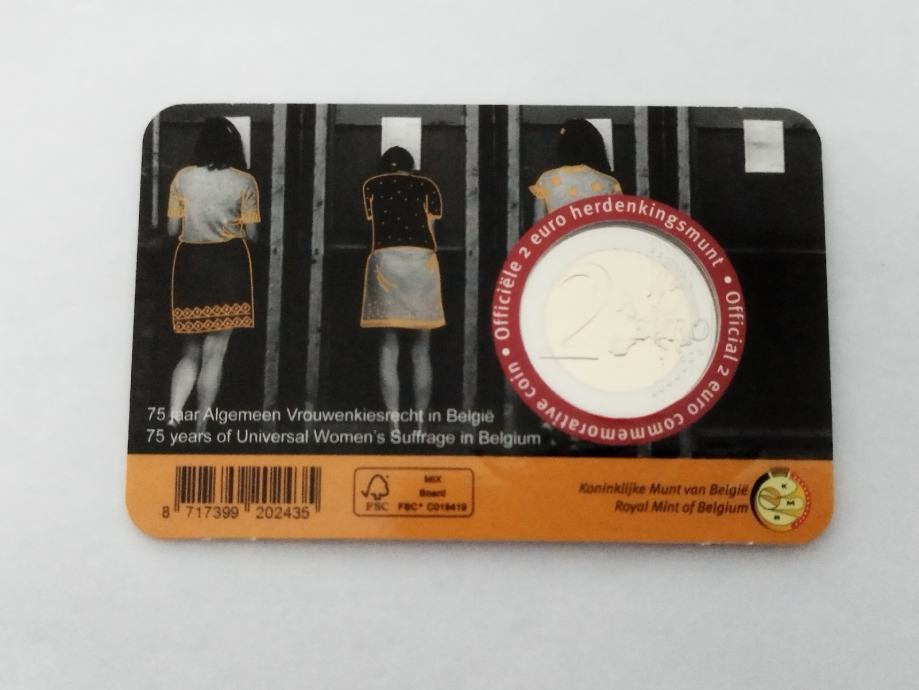 Officiële 2 euro herdenkingsmunt • Official 2 euro commemorative coin •
2 EURO
75 jaar Algemeen Vrouwenkiesrecht in België
75 years of Universal Women's Suffrage in Belgium
8 717399 202435
FSC
MIX
Board
FSC® C019419
Koninklijke Munt van België
Royal Mint of Belgium
K
M
B